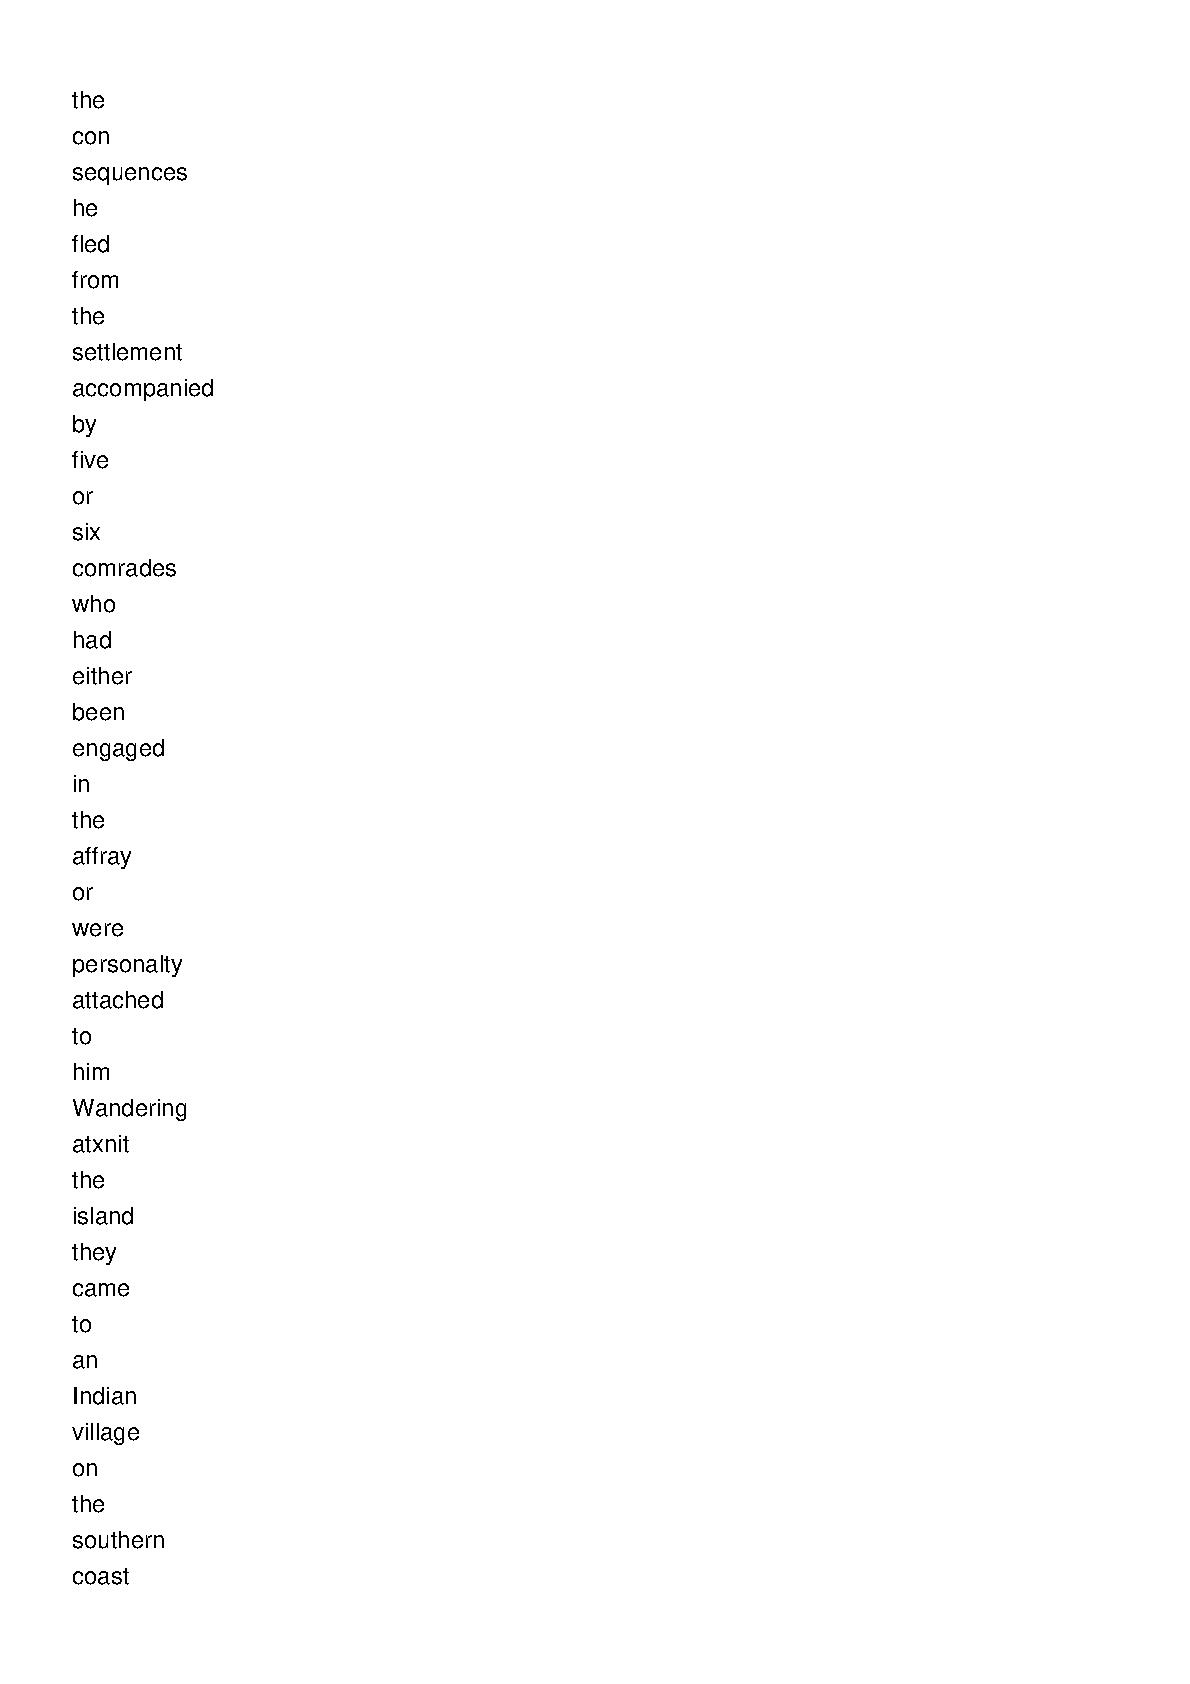 the
con
sequences
he
fled
from
the
settlement
accompanied
by
five
or
six
comrades
who
had
either
been
engaged
in
the
affray
or
were
personalty
attached
to
him
Wandering
atxnit
the
island
they
came
to
an
Indian
village
on
the
southern
coast